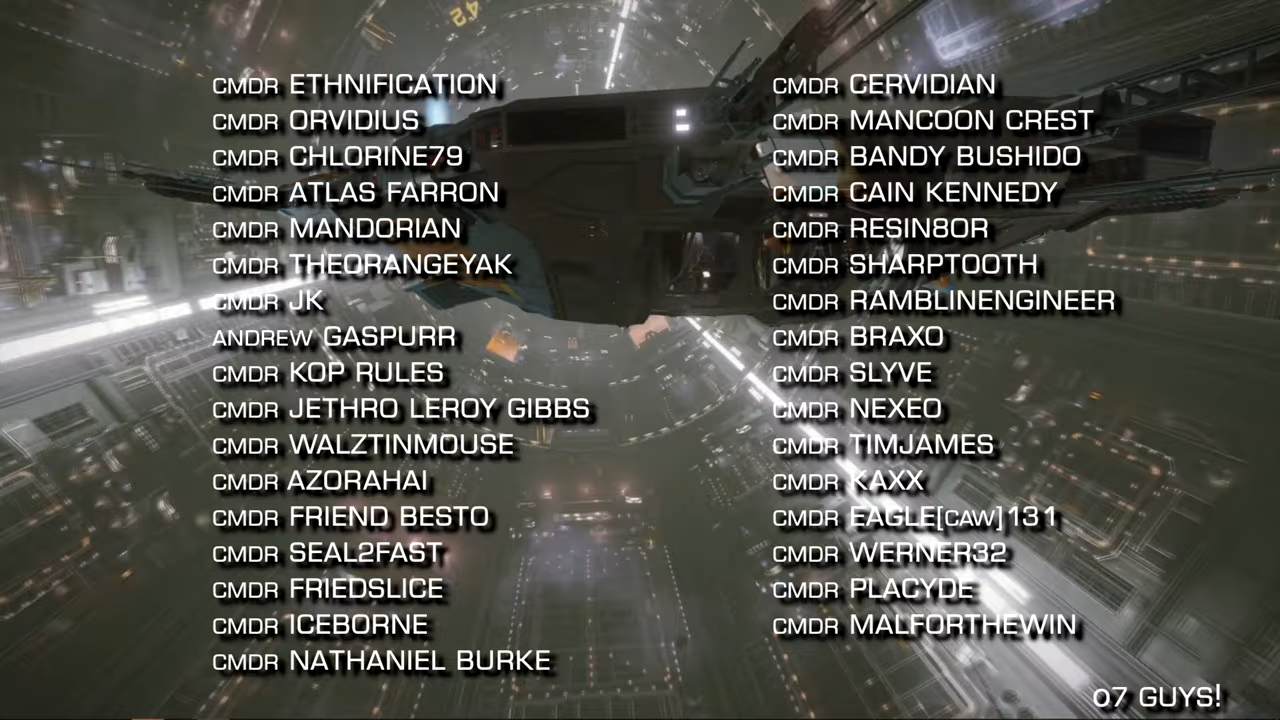 42
CMDR ETHNIFICATION
CMDR ORVIDIUS
CMDR CHLORINE79
CMDR ATLAS FARRON
CMDR MANDORIAN
CMDR THEORANGEYAK
CMDR JK
ANDREW GASPURR
CMDR KOP RULES
CMDR JETHRO LEROY GIBBS
CMDR WALZTINMOUSE
CMDR AZORAHAI
CMDR FRIEND BESTO
CMDR SEAL2FAST
CMDR FRIEDSLICE
CMDR ICEBORNE
CMDR NATHANIEL BURKE
CMDR CERVIDIAN
CMDR MANCOON CREST
CMDR BANDY BUSHIDO
CMDR CAIN KENNEDY
CMDR RESIN8OR
CMDR SHARPTOOTH
CMDR RAMBLINENGINEER
CMDR BRAXO
CMDR SLYVE
CMDR NEXEO
CMDR TIMJAMES
CMDR KAXX
CMDR EAGLE[CAW]131
CMDR WERNER32
CMDR PLACYDE
CMDR MALFORTHEWIN
o7 GUYS!